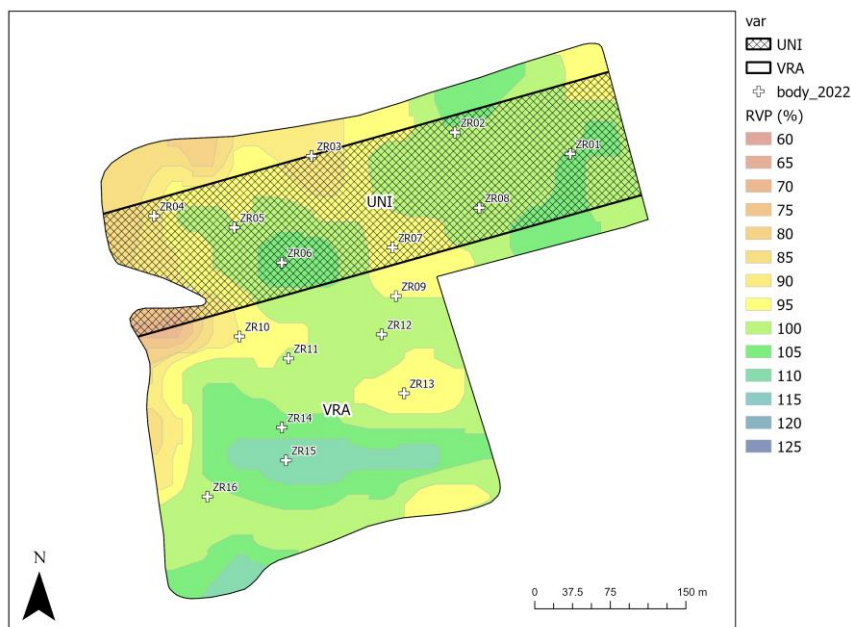 var
UNI
VRA
body_2022
RVP (%)
60
65
70
75
80
85
90
95
100
105
110
115
120
125
ZR02
ZR01
ZR03
ZR04
ZR05
UNI
ZR08
ZR07
ZR06
ZR09
ZR10
ZR12
ZR11
ZR13
VRA
ZR14
ZR15
ZR16
N
0 37.5 75 150 m